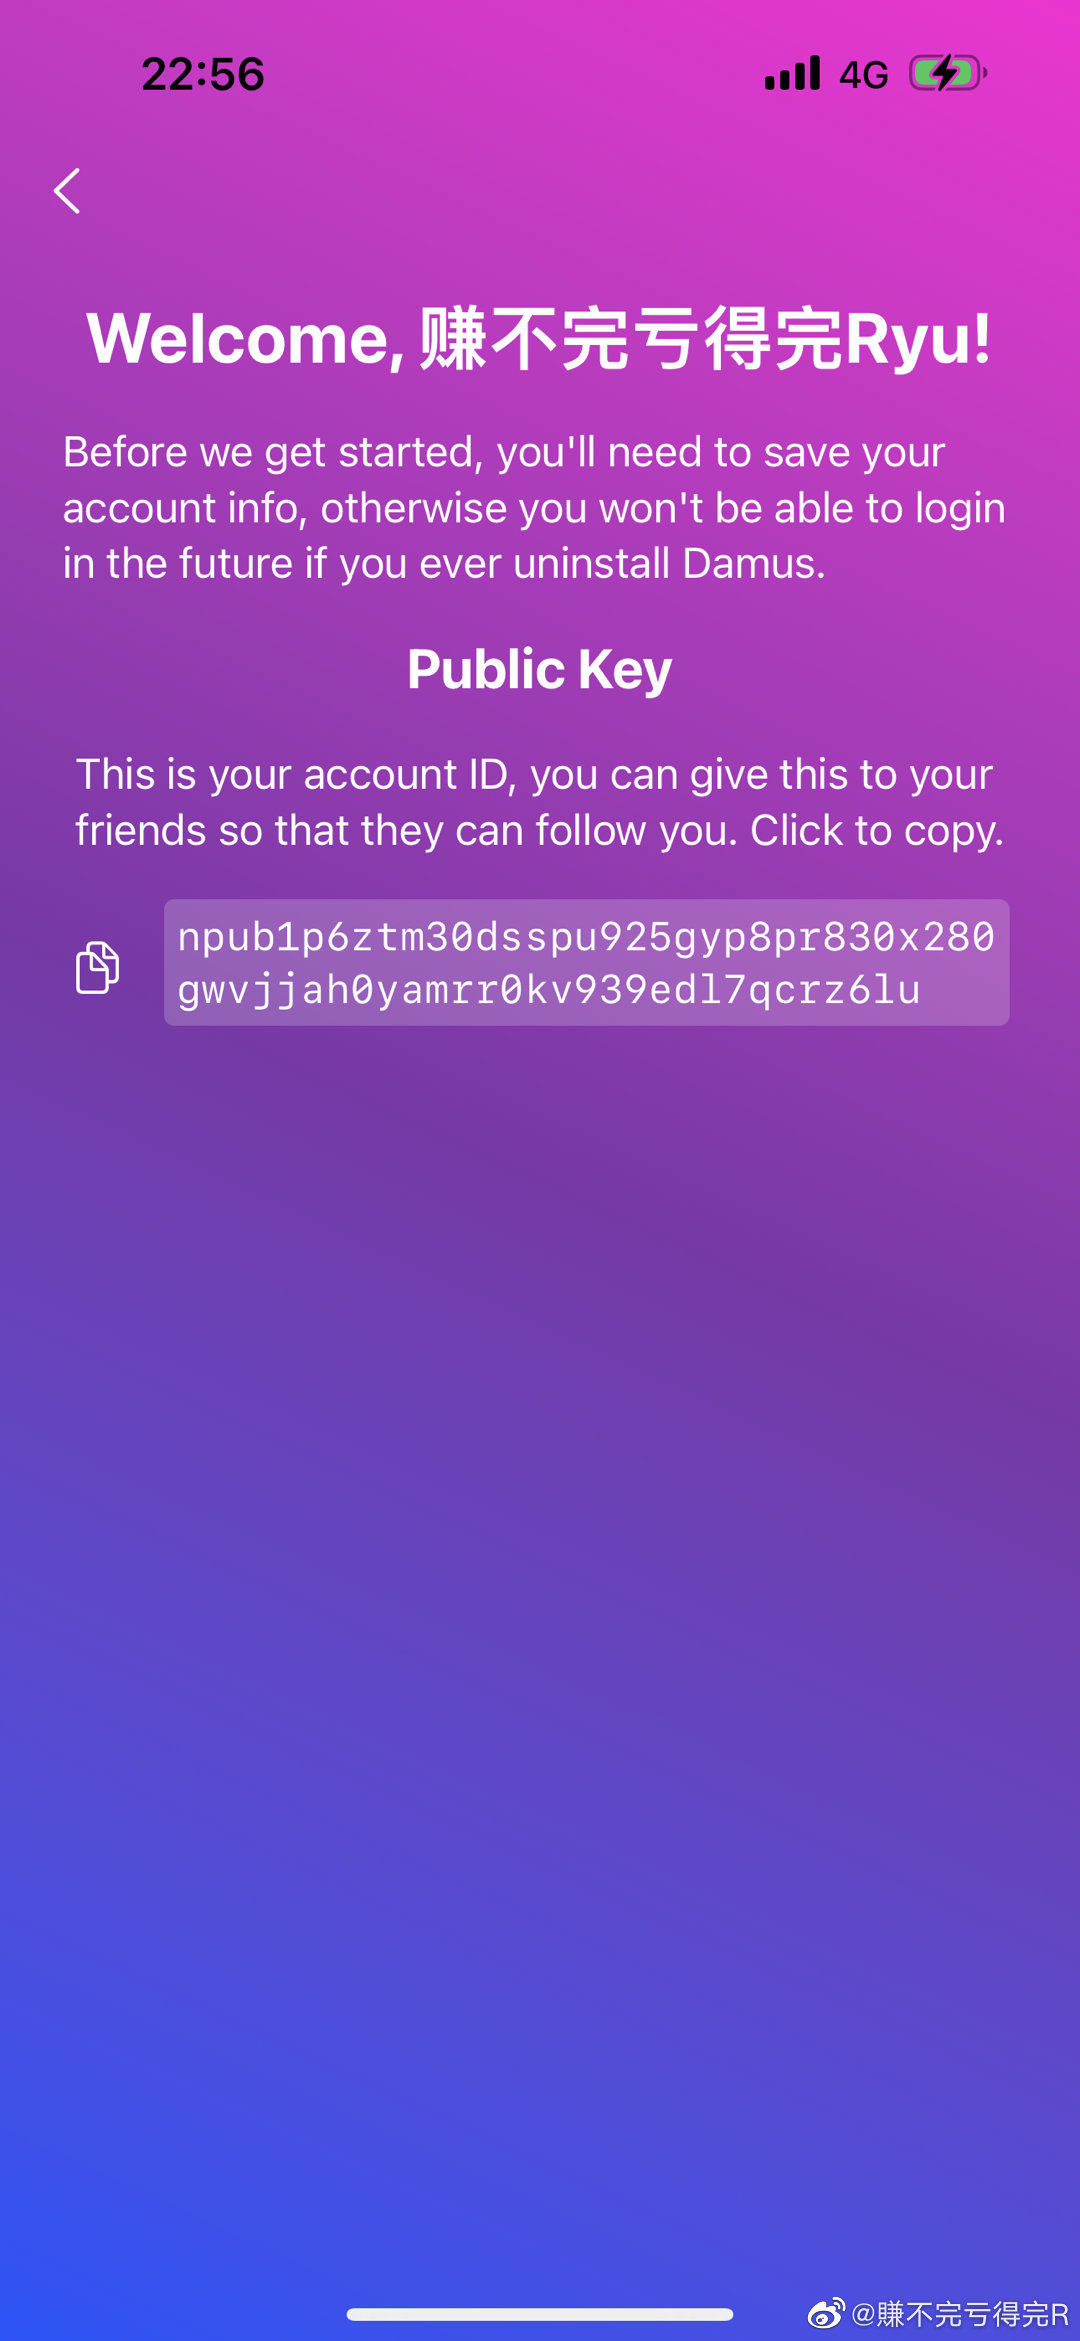 22:56
4G
Welcome, 赚不完亏得完Ryu!
Before we get started, you'll need to save your
account info, otherwise you won't be able to login
in the future if you ever uninstall Damus.
Public Key
This is your account ID, you can give this to your
friends so that they can follow you. Click to copy.
npub1p6ztm30dsspu925gyp8pr830x280
gwvjjah0yamrr0kv939edl7qcrz6lu
@賺不完亏得完R